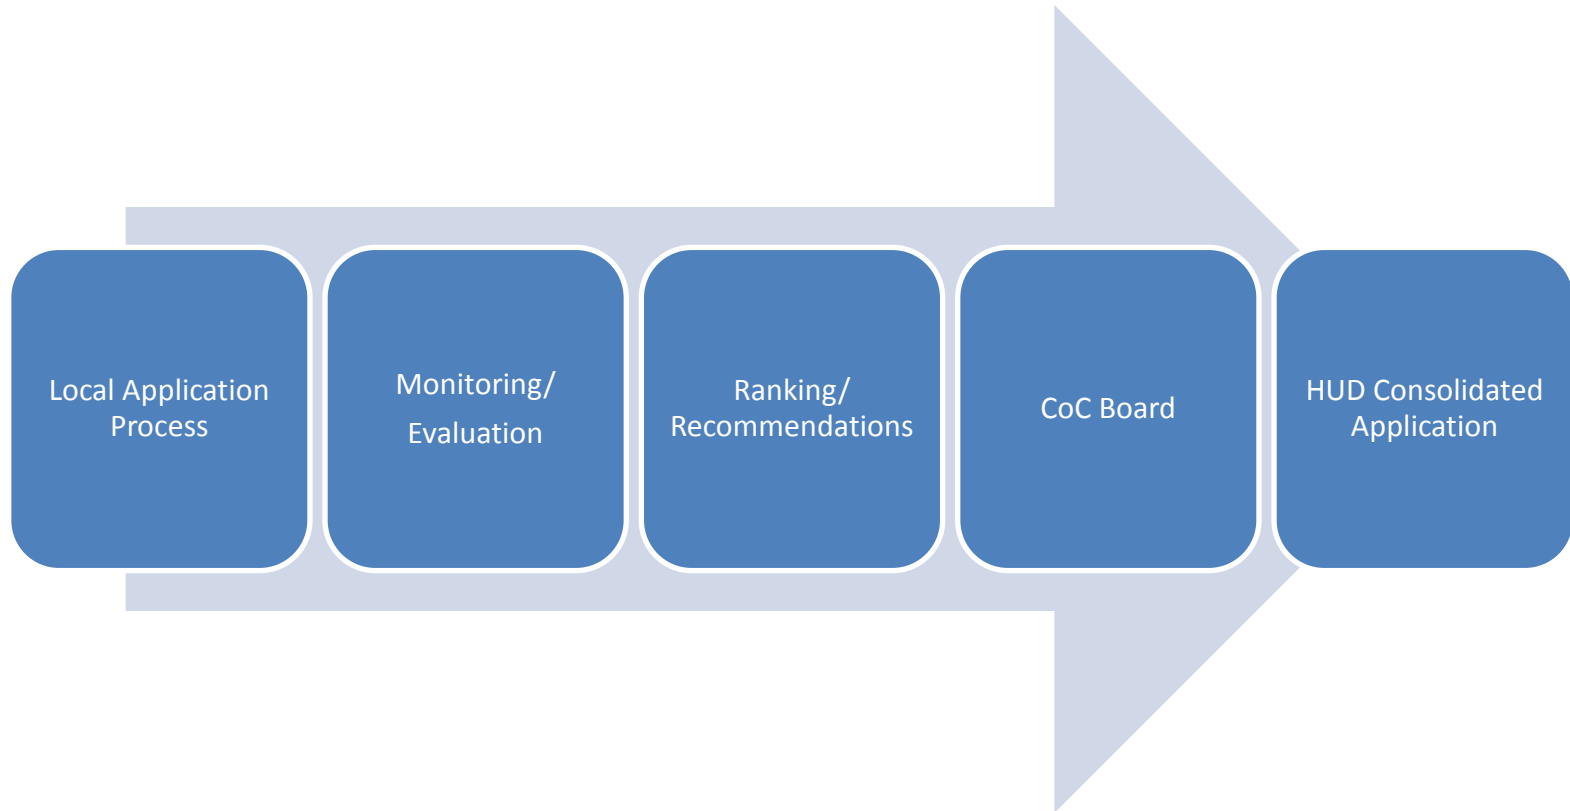 Local Application
Process
Monitoring/
Evaluation
Ranking/
Recommendations
CoC Board
HUD Consolidated
Application